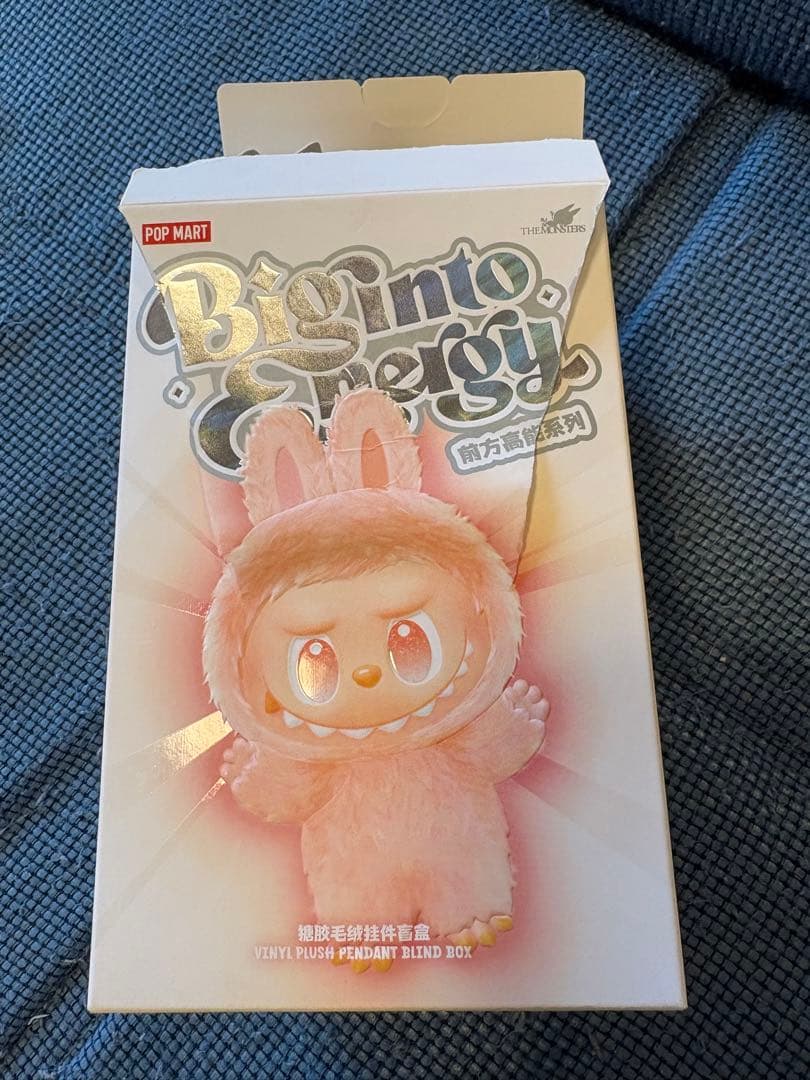 POP MART
THE MONSTERS
Big into
Energy
前方高能系列
搪胶毛绒挂件盲盒
VINYL PLUSH PENDANT BLIND BOX